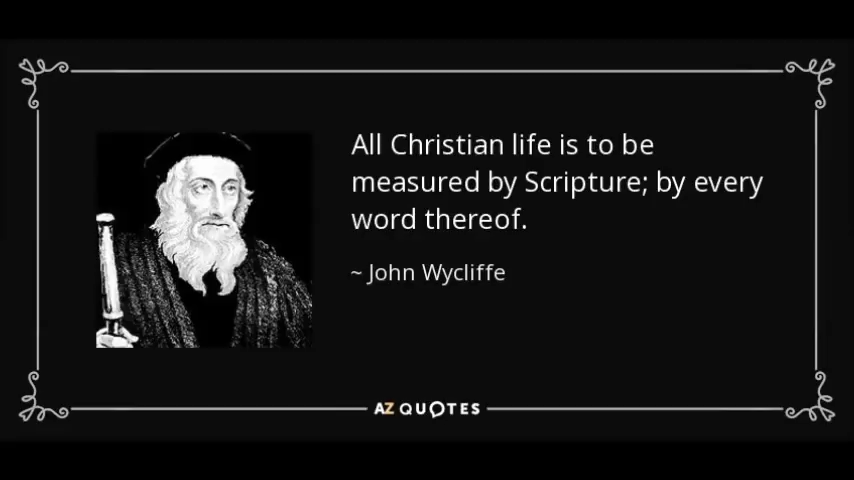 All Christian life is to be
measured by Scripture; by every
word thereof.
~ John Wycliffe
AZ QUOTES